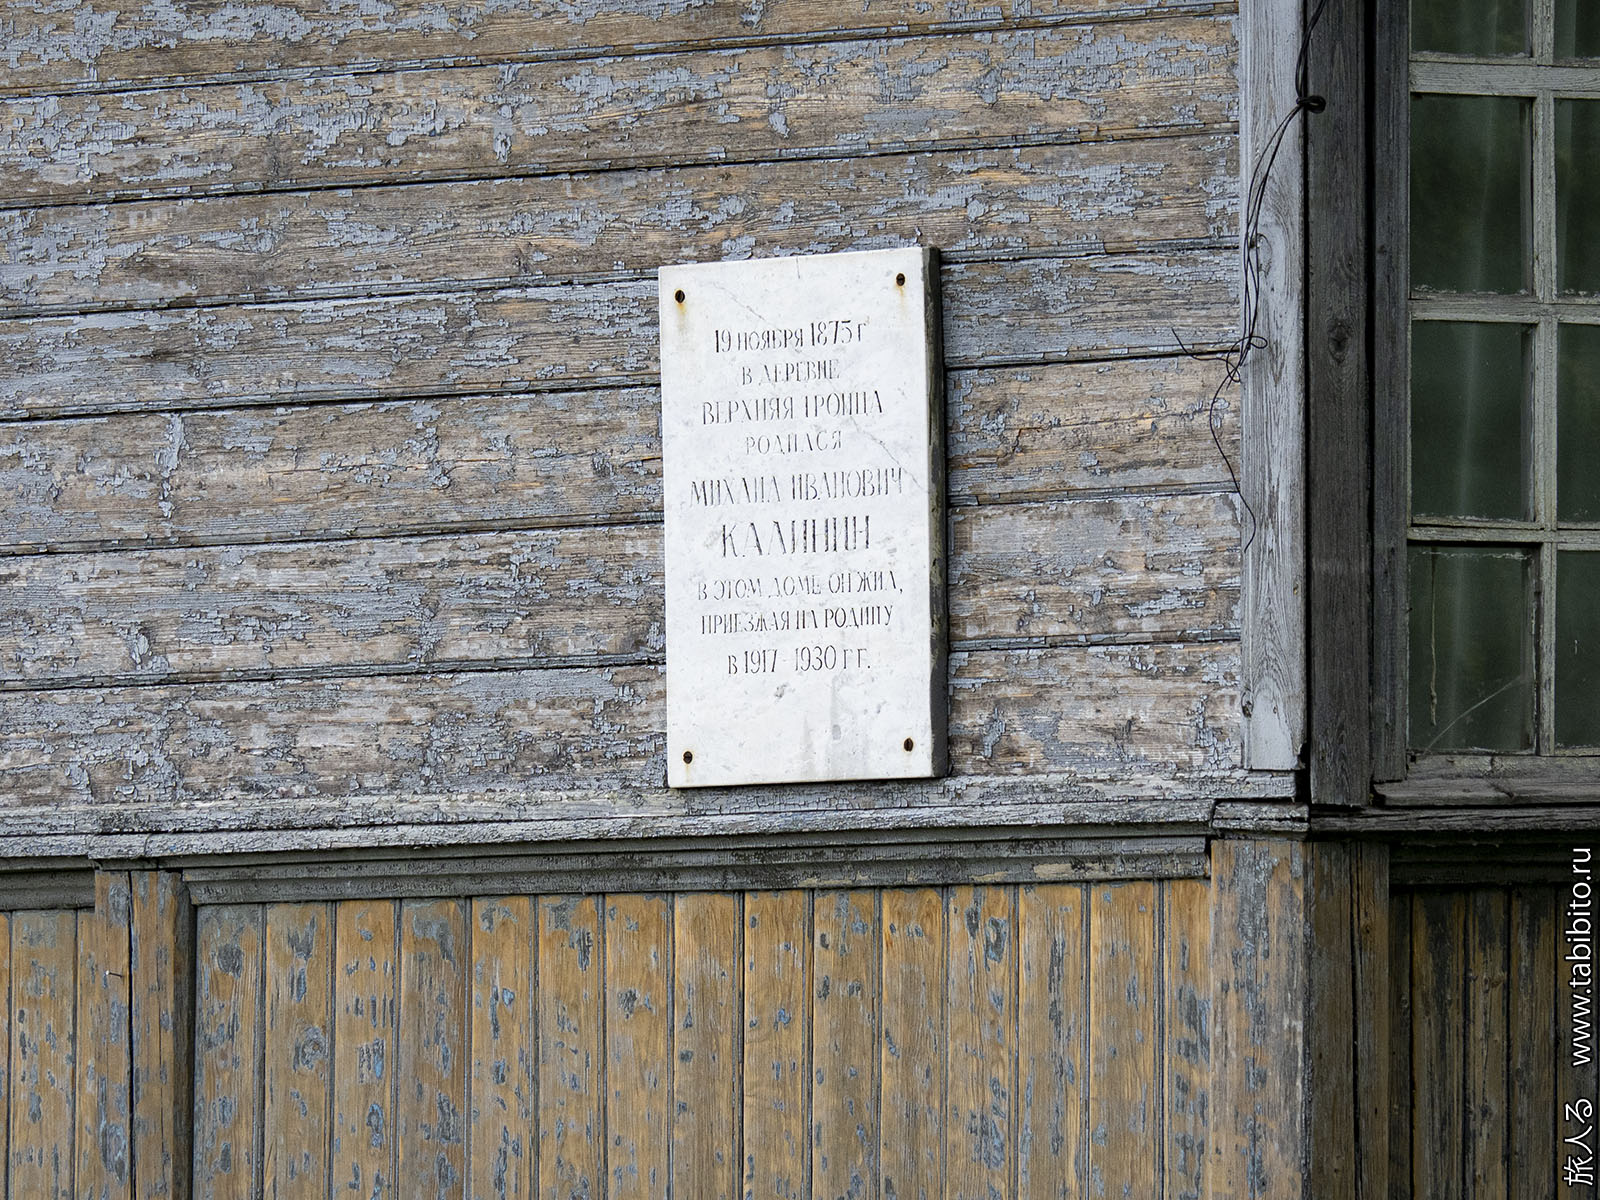 19 НОЯБРЯ 1875 Г
В ДЕРЕВНЕ
ВЕРХНЯЯ ТРОИЦА
РОДИЛСЯ
МИХАИЛ ИВАНОВИЧ
КАЛИНИН
В ЭТОМ ДОМЕ ОН ЖИЛ,
ПРИЕЗЖАЯ НА РОДИНУ
В 1917-1930 Г Г.
旅人る www.tabibito.ru